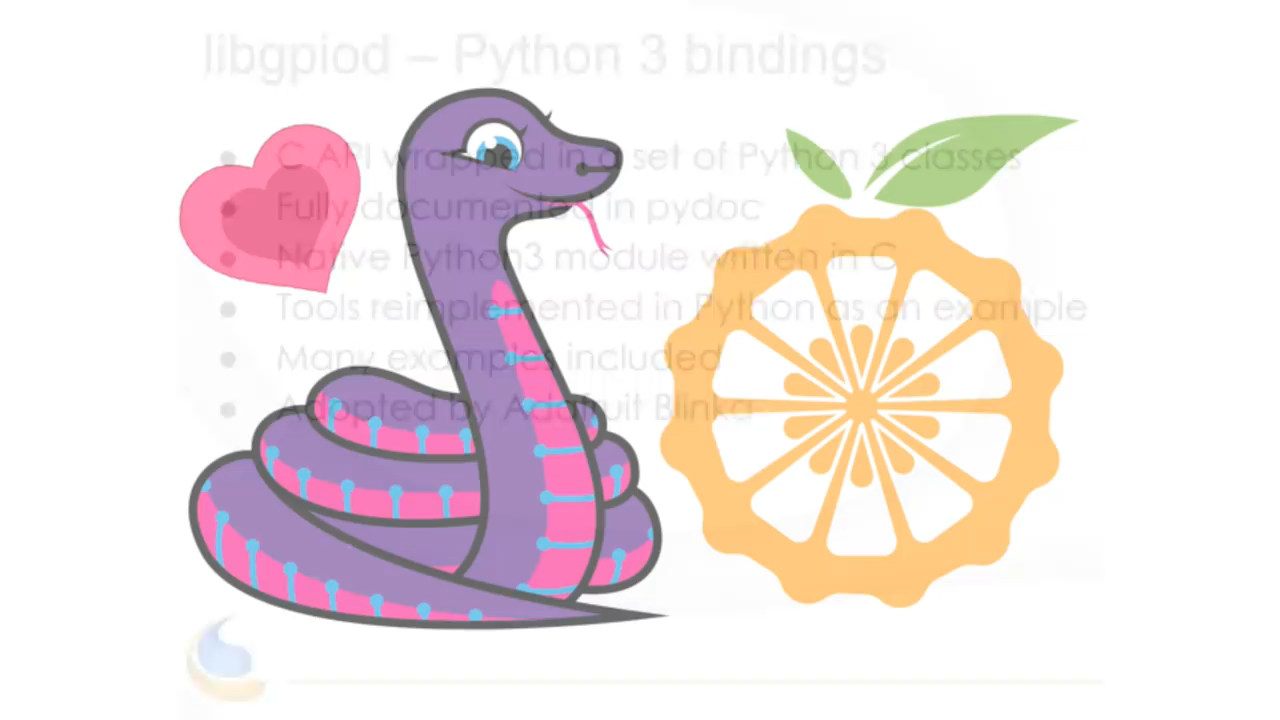 libgpiod – Python 3 bindings
● C API wrapped in a set of Python 3 classes
● Fully documented in pydoc
● Native Python3 module written in C
● Tools reimplemented in Python as an example
● Many examples included
● Adopted by Adafruit Blinka